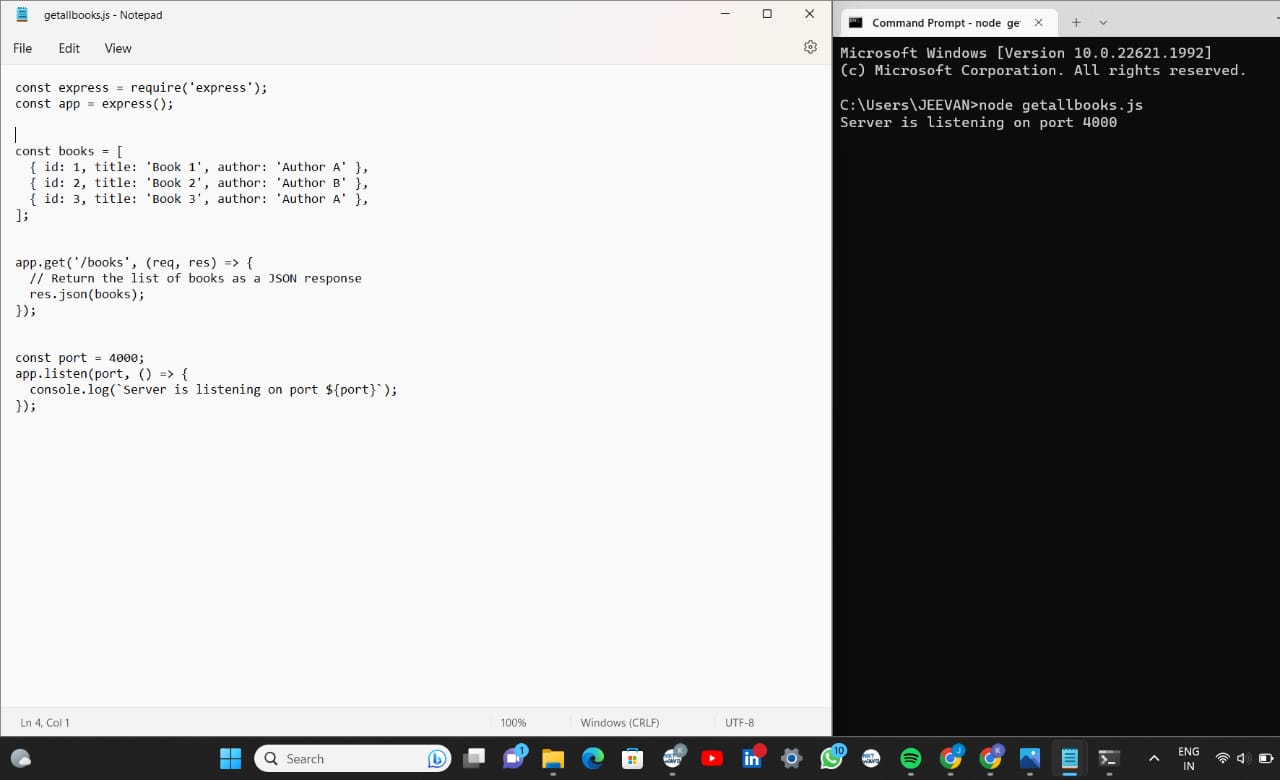 getallbooks.js - Notepad
File Edit View
const express = require('express');
const app = express();
const books = [
  { id: 1, title: 'Book 1', author: 'Author A' },
  { id: 2, title: 'Book 2', author: 'Author B' },
  { id: 3, title: 'Book 3', author: 'Author A' },
];
app.get('/books', (req, res) => {
  // Return the list of books as a JSON response
  res.json(books);
});
const port = 4000;
app.listen(port, () => {
  console.log(`Server is listening on port ${port}`);
});
Ln 4, Col 1 100% Windows (CRLF) UTF-8
Command Prompt - node ge
Microsoft Windows [Version 10.0.22621.1992]
(c) Microsoft Corporation. All rights reserved.
C:\Users\JEEVAN>node getallbooks.js
Server is listening on port 4000
Search
1
K
in
10
J
K
ENG
IN